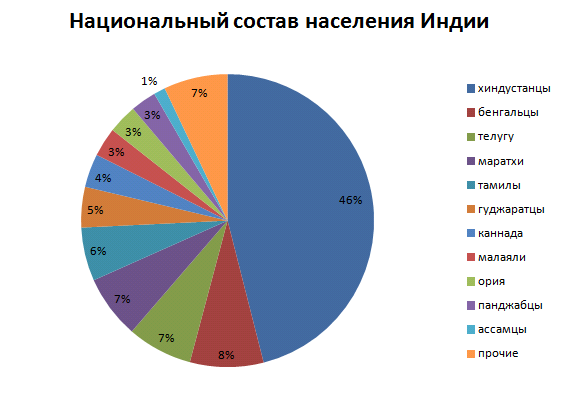 Национальный состав населения Индии
1%
7%
3%
3%
3%
4%
5%
6%
7%
7%
8%
46%
хиндустанцы
бенгальцы
телугу
маратхи
тамилы
гуджаратцы
каннада
малаяли
ория
панджабцы
ассамцы
прочие